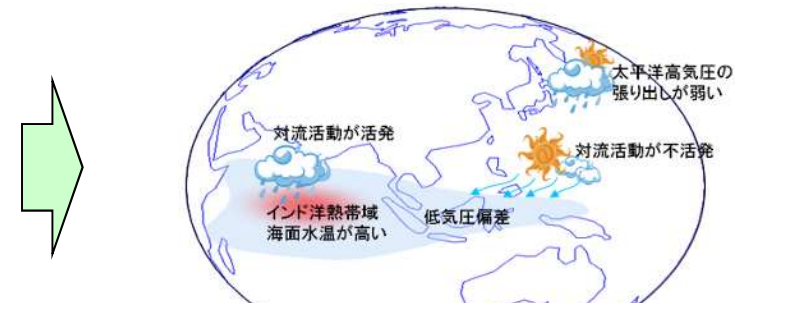 太平洋高気圧の
張り出しが弱い
対流活動が活発
対流活動が不活発
インド洋熱帯域
海面水温が高い
低気圧偏差